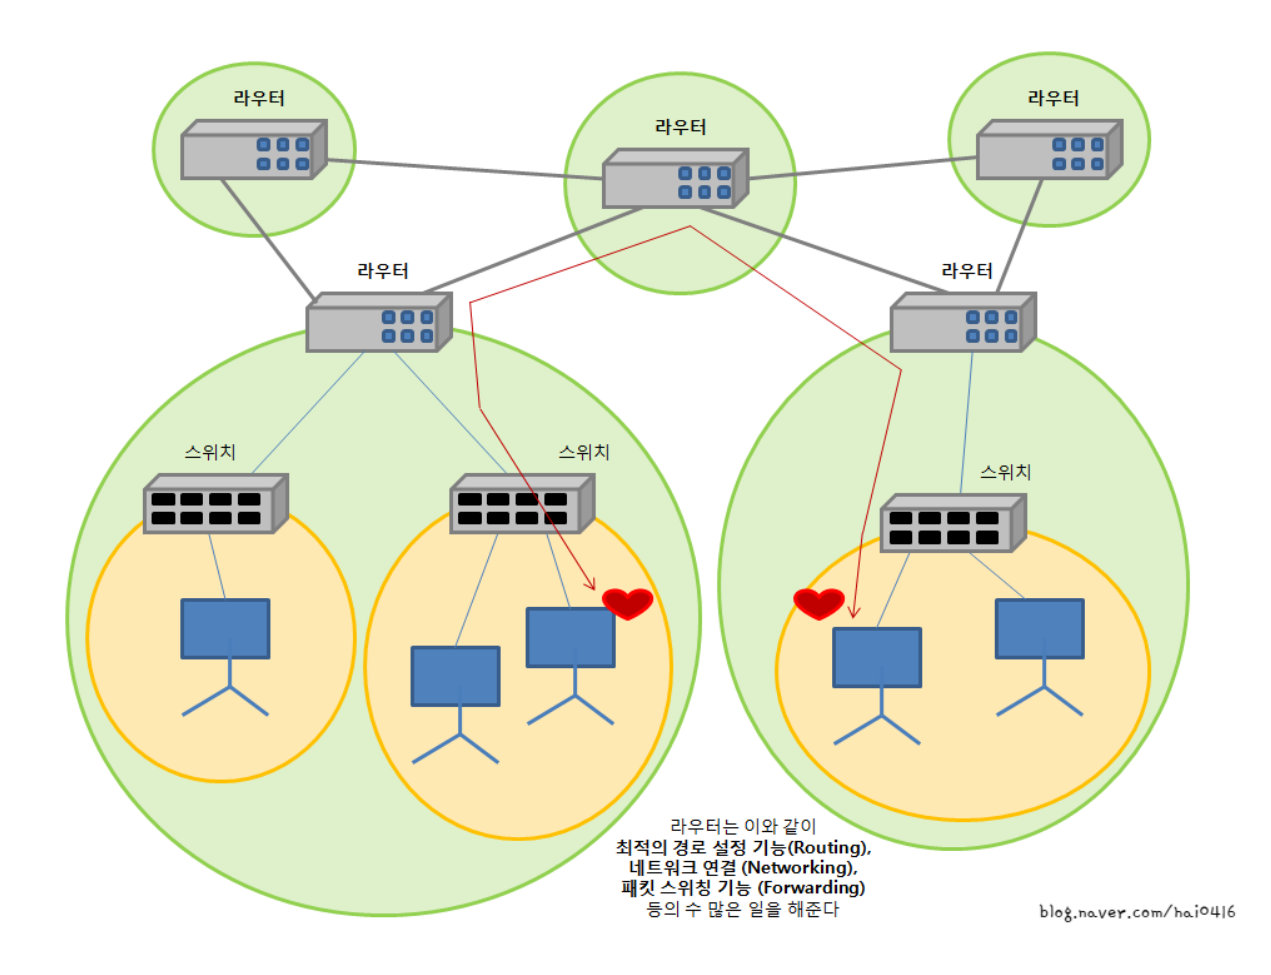 라우터
라우터
라우터
라우터
라우터
스위치
스위치
스위치
라우터는 이와 같이
최적의 경로 설정 기능(Routing),
네트워크 연결 (Networking),
패킷 스위칭 기능 (Forwarding)
등의 수 많은 일을 해준다
blog.naver.com/hai0416